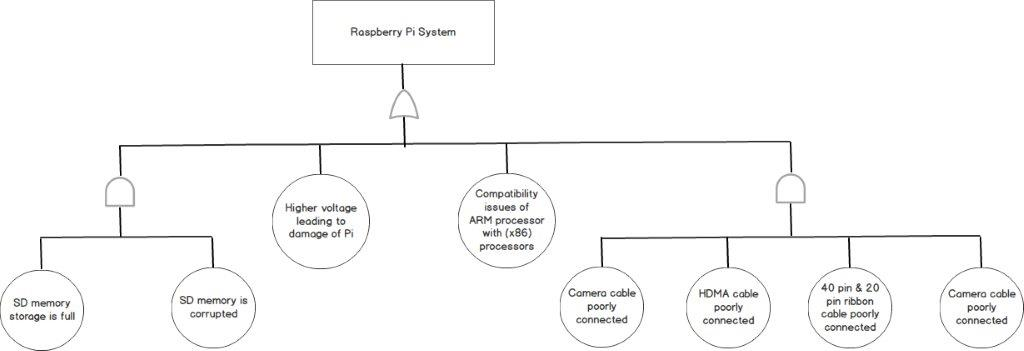 Raspberry Pi System
Higher voltage
leading to
damage of Pi
Compatibility
issues of
ARM processor
with (x86)
processors
SD memory
storage is full
SD memory is
corrupted
Camera cable
poorly
connected
HDMA cable
poorly
connected
40 pin & 20
pin ribbon
cable poorly
connected
Camera cable
poorly
connected